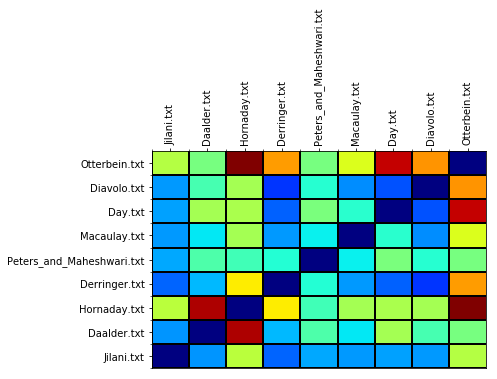 Jilani.txt
Daalder.txt
Hornaday.txt
Derringer.txt
Peters_and_Maheshwari.txt
Macaulay.txt
Day.txt
Diavolo.txt
Otterbein.txt
Otterbein.txt
Diavolo.txt
Day.txt
Macaulay.txt
Peters_and_Maheshwari.txt
Derringer.txt
Hornaday.txt
Daalder.txt
Jilani.txt